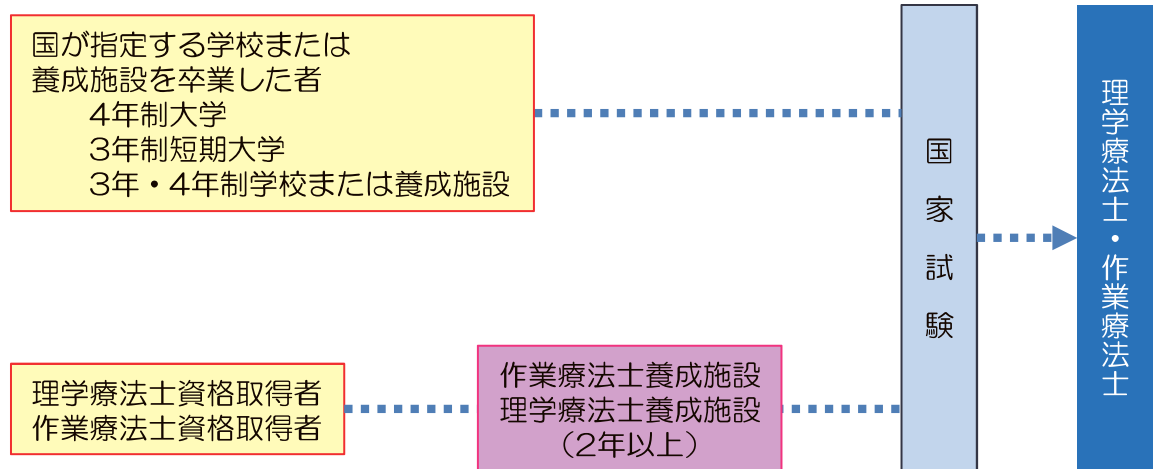 国が指定する学校または
養成施設を卒業した者
4年制大学
3年制短期大学
3年・4年制学校または養成施設
理学療法士資格取得者
作業療法士資格取得者
作業療法士養成施設
理学療法士養成施設
（2年以上）
国家試験
理学療法士・作業療法士